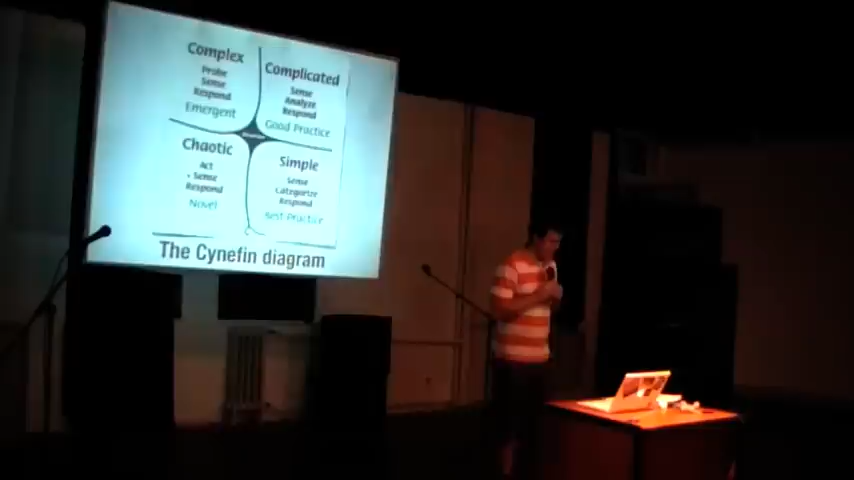 Complex
Probe
Sense
Respond
Emergent
Complicated
Sense
Analyze
Respond
Good Practice
Chaotic
Act
Sense
Respond
Novel
Simple
Sense
Categorize
Respond
Best Practice
The Cynefin diagram